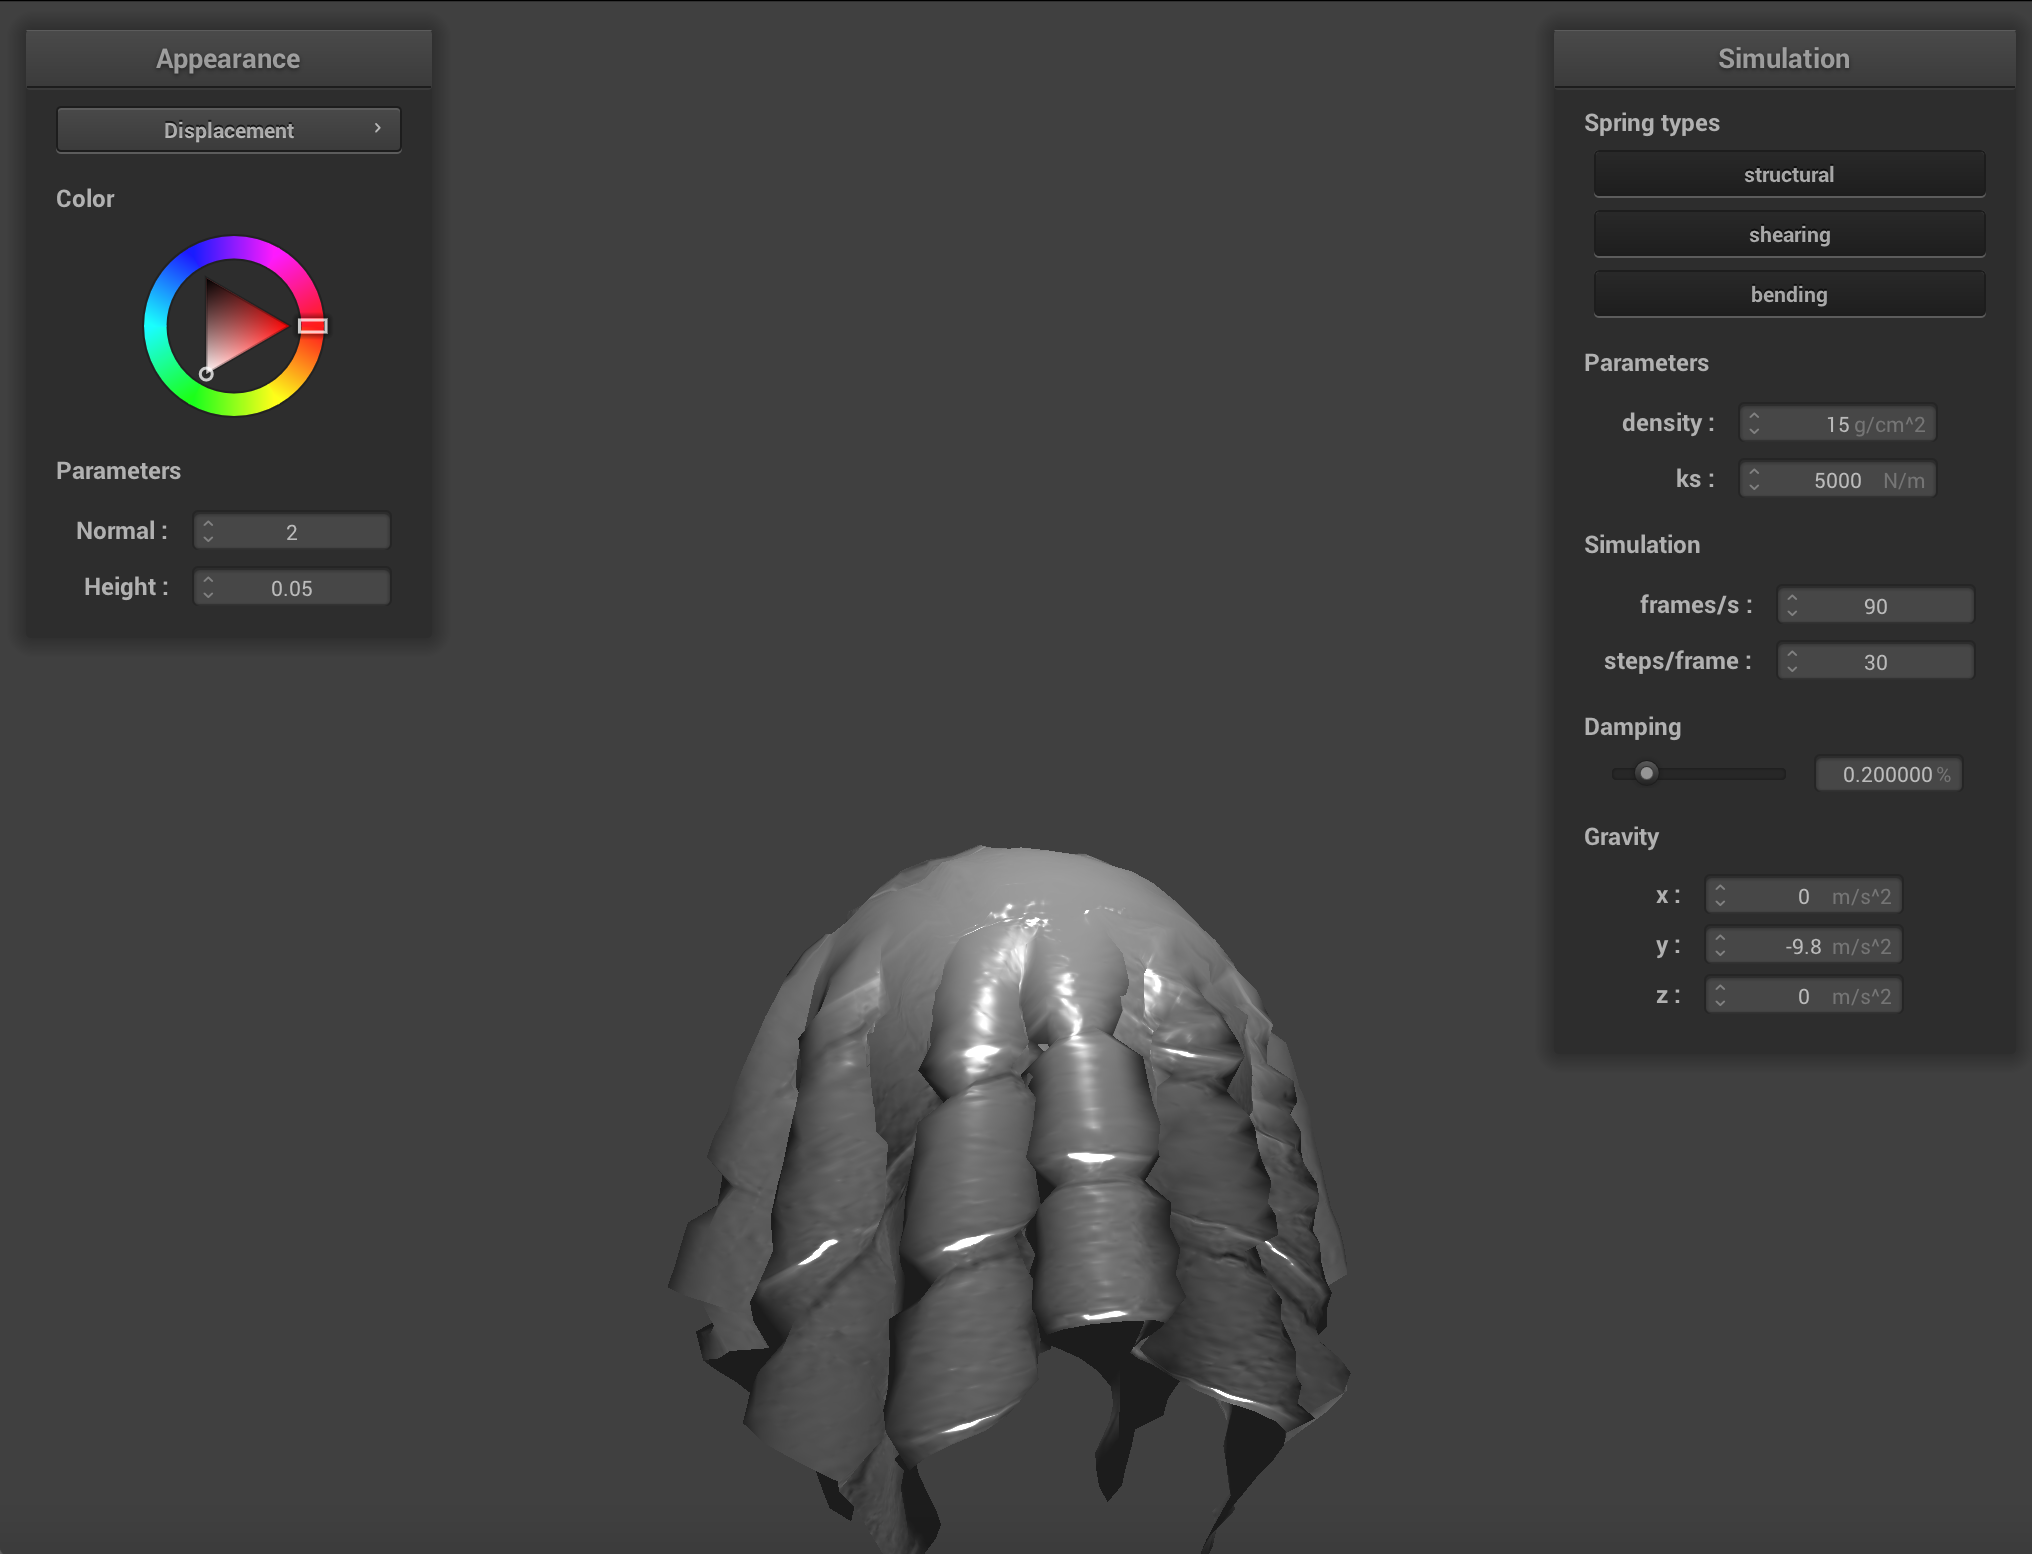 Appearance
Displacement
Color
Parameters
Normal : 2
Height : 0.05
Simulation
Spring types
structural
shearing
bending
Parameters
density : 15 g/cm^2
ks : 5000 N/m
Simulation
frames/s : 90
steps/frame : 30
Damping
0.200000 %
Gravity
x : 0 m/s^2
y : -9.8 m/s^2
z : 0 m/s^2